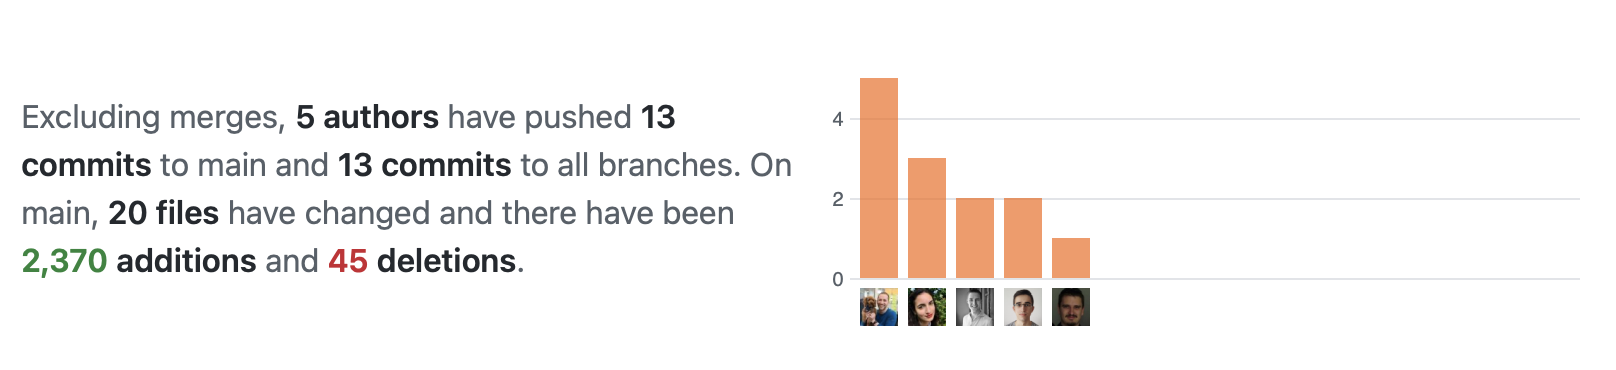 Excluding merges, 5 authors have pushed 13
commits to main and 13 commits to all branches. On
main, 20 files have changed and there have been
2,370 additions and 45 deletions.
4
2
0